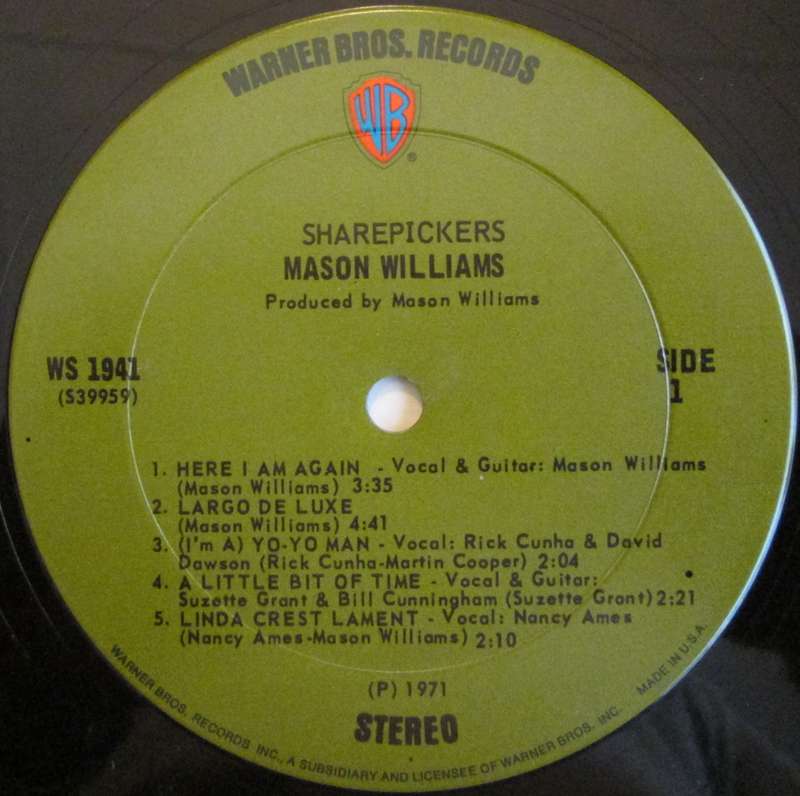 WARNER BROS. RECORDS
WB
®
SHAREPICKERS
MASON WILLIAMS
Produced by Mason Williams
WS 1941
(S39959)
SIDE
1
1. HERE I AM AGAIN - Vocal & Guitar: Mason Williams
(Mason Williams) 3:35
2. LARGO DE LUXE
(Mason Williams) 4:41
3. (I'm A) YO-YO MAN - Vocal: Rick Cunha & David
Dawson (Rick Cunha-Martin Cooper) 2:04
4. A LITTLE BIT OF TIME - Vocal & Guitar:
Suzette Grant & Bill Cunningham (Suzette Grant) 2:21
5. LINDA CREST LAMENT - Vocal: Nancy Ames
(Nancy Ames-Mason Williams) 2:10
(P) 1971
STEREO
WARNER BROS. RECORDS INC., A SUBSIDIARY AND LICENSEE OF WARNER BROS. INC. MADE IN U.S.A.